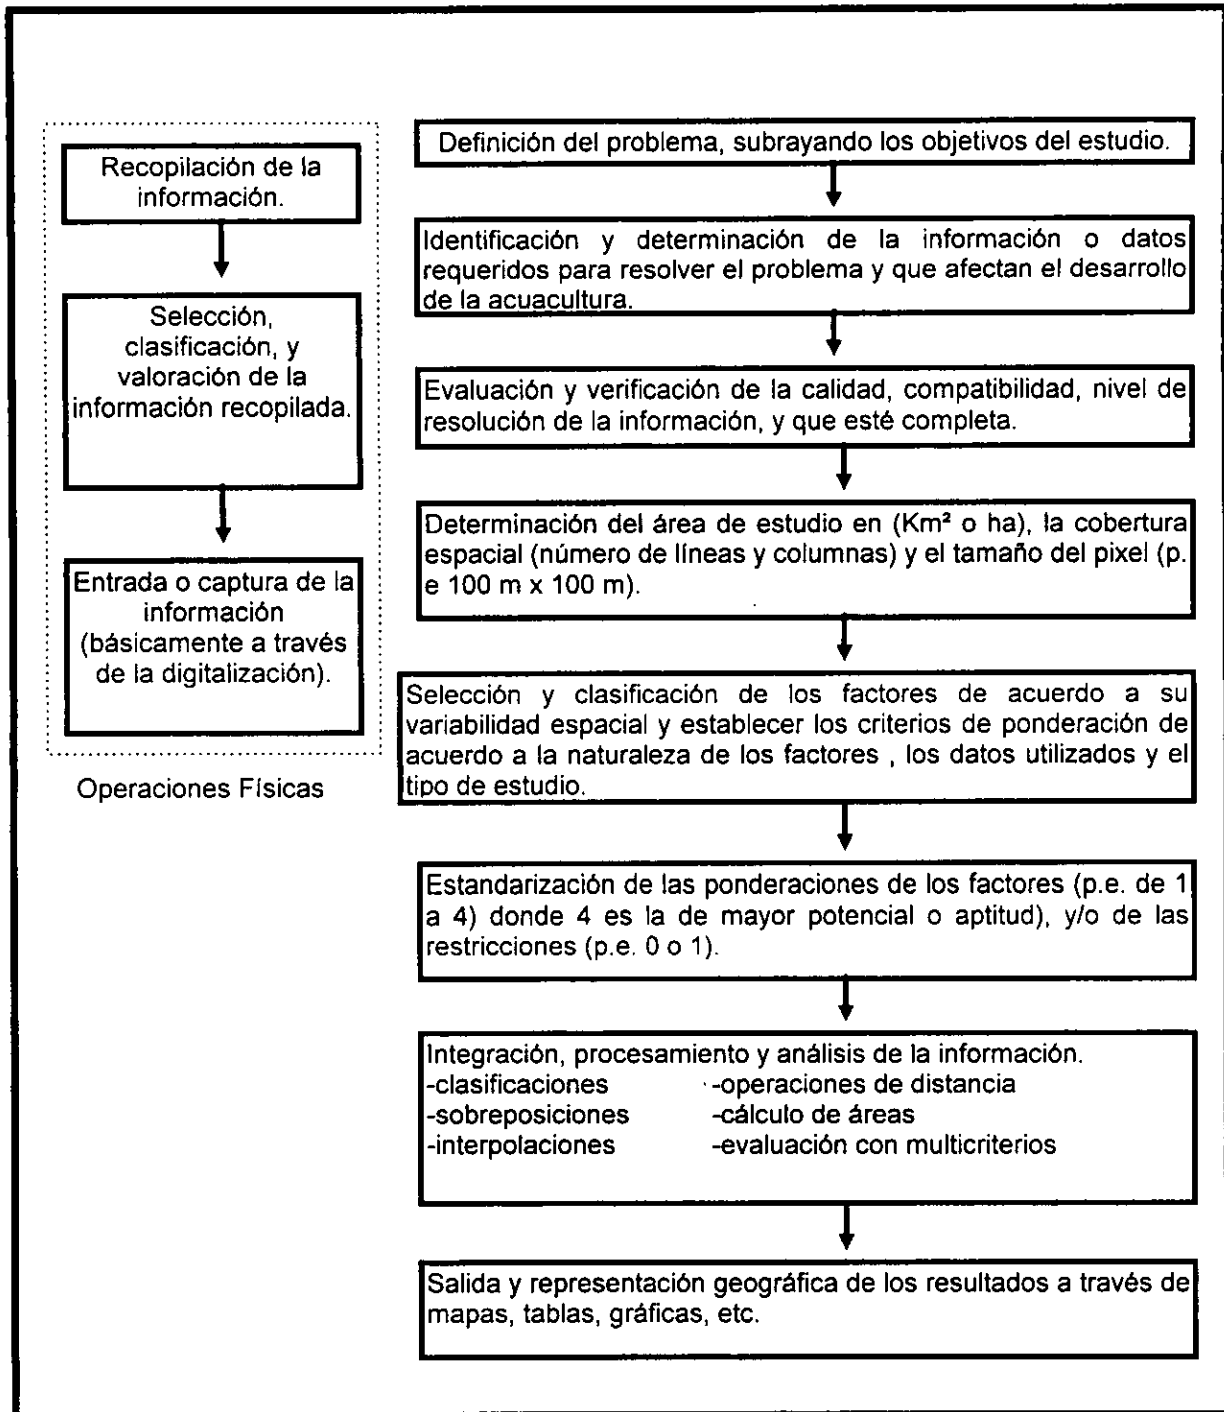 Recopilación de la
información.
Selección,
clasificación, y
valoración de la
información recopilada.
Entrada o captura de la
información
(básicamente a través
de la digitalización).
Operaciones Físicas
Definición del problema, subrayando los objetivos del estudio.
Identificación y determinación de la información o datos
requeridos para resolver el problema y que afectan el desarrollo
de la acuacultura.
Evaluación y verificación de la calidad, compatibilidad, nivel de
resolución de la información, y que esté completa.
Determinación del área de estudio en (Km² o ha), la cobertura
espacial (número de líneas y columnas) y el tamaño del pixel (p.
e 100 m x 100 m).
Selección y clasificación de los factores de acuerdo a su
variabilidad espacial y establecer los criterios de ponderación de
acuerdo a la naturaleza de los factores , los datos utilizados y el
tipo de estudio.
Estandarización de las ponderaciones de los factores (p.e. de 1
a 4) donde 4 es la de mayor potencial o aptitud), y/o de las
restricciones (p.e. 0 o 1).
Integración, procesamiento y análisis de la información.
-clasificaciones -operaciones de distancia
-sobreposiciones -cálculo de áreas
-interpolaciones -evaluación con multicriterios
Salida y representación geográfica de los resultados a través de
mapas, tablas, gráficas, etc.